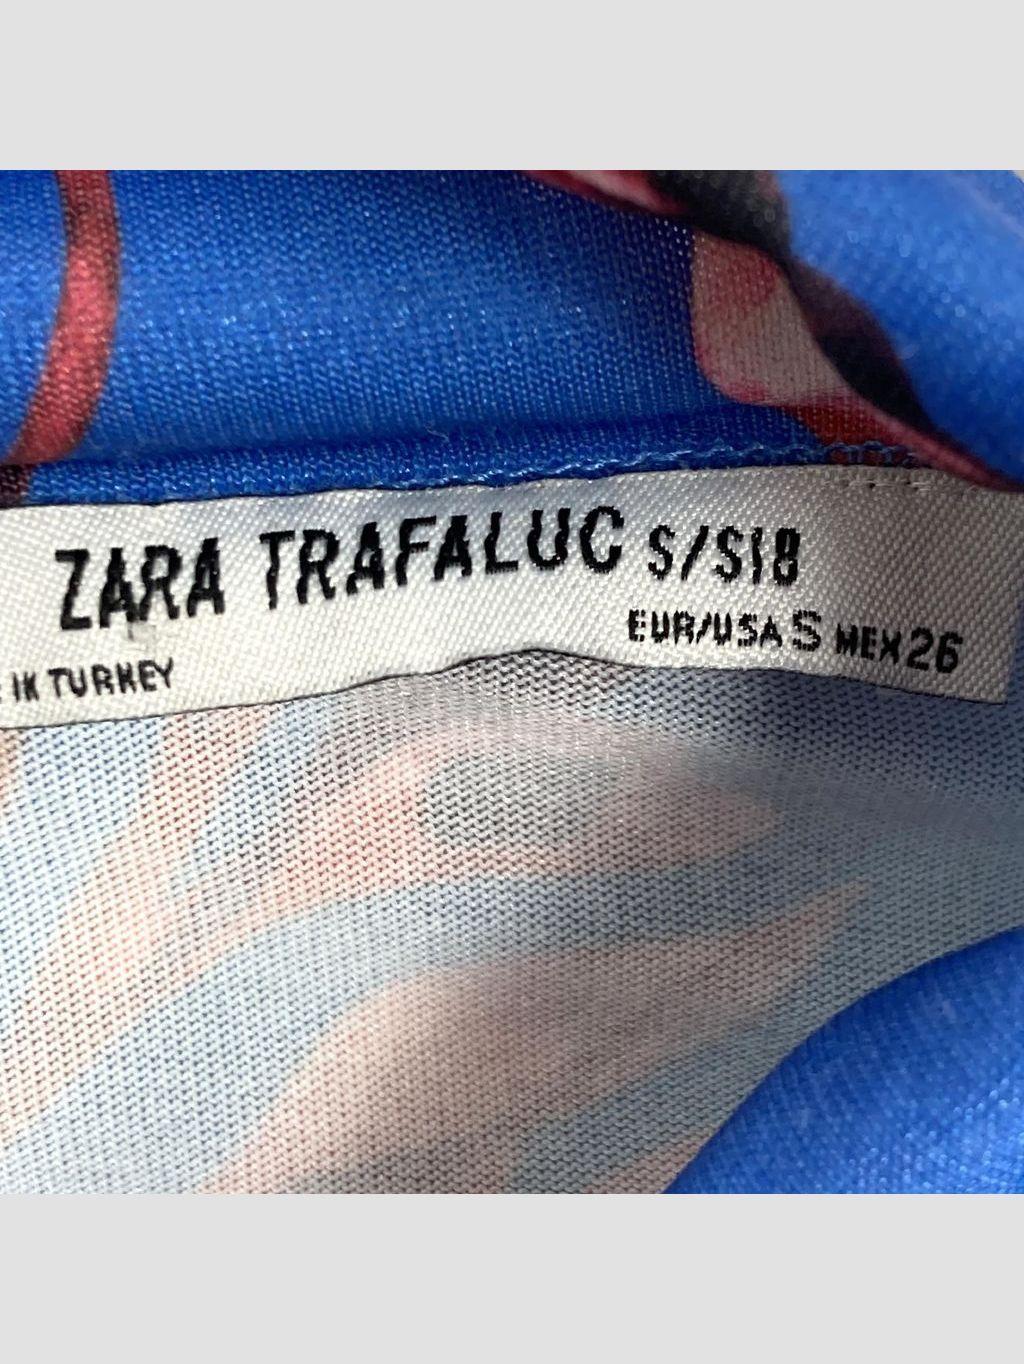 ZARA TRAFALUC S/S18
EUR/USA S MEX 26
IN TURKEY